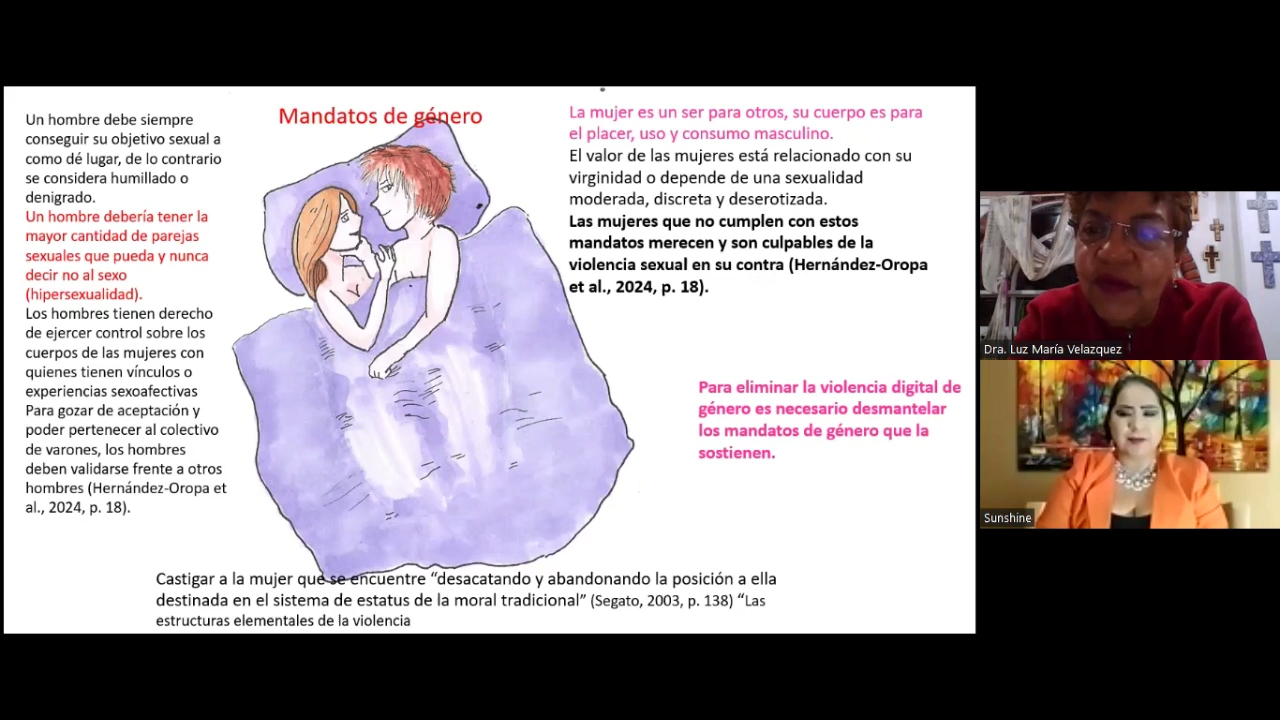 Mandatos de género
Un hombre debe siempre
conseguir su objetivo sexual a
como dé lugar, de lo contrario
se considera humillado o
denigrado.
Un hombre debería tener la
mayor cantidad de parejas
sexuales que pueda y nunca
decir no al sexo
(hipersexualidad).
Los hombres tienen derecho
de ejercer control sobre los
cuerpos de las mujeres con
quienes tienen vínculos o
experiencias sexoafectivas
Para gozar de aceptación y
poder pertenecer al colectivo
de varones, los hombres
deben validarse frente a otros
hombres (Hernández-Oropa et
al., 2024, p. 18).
La mujer es un ser para otros, su cuerpo es para
el placer, uso y consumo masculino.
El valor de las mujeres está relacionado con su
virginidad o depende de una sexualidad
moderada, discreta y deserotizada.
Las mujeres que no cumplen con estos
mandatos merecen y son culpables de la
violencia sexual en su contra (Hernández-Oropa
et al., 2024, p. 18).
Para eliminar la violencia digital de
género es necesario desmantelar
los mandatos de género que la
sostienen.
Castigar a la mujer que se encuentre “desacatando y abandonando la posición a ella
destinada en el sistema de estatus de la moral tradicional” (Segato, 2003, p. 138) “Las
estructuras elementales de la violencia
Dra. Luz María Velazquez
Sunshine